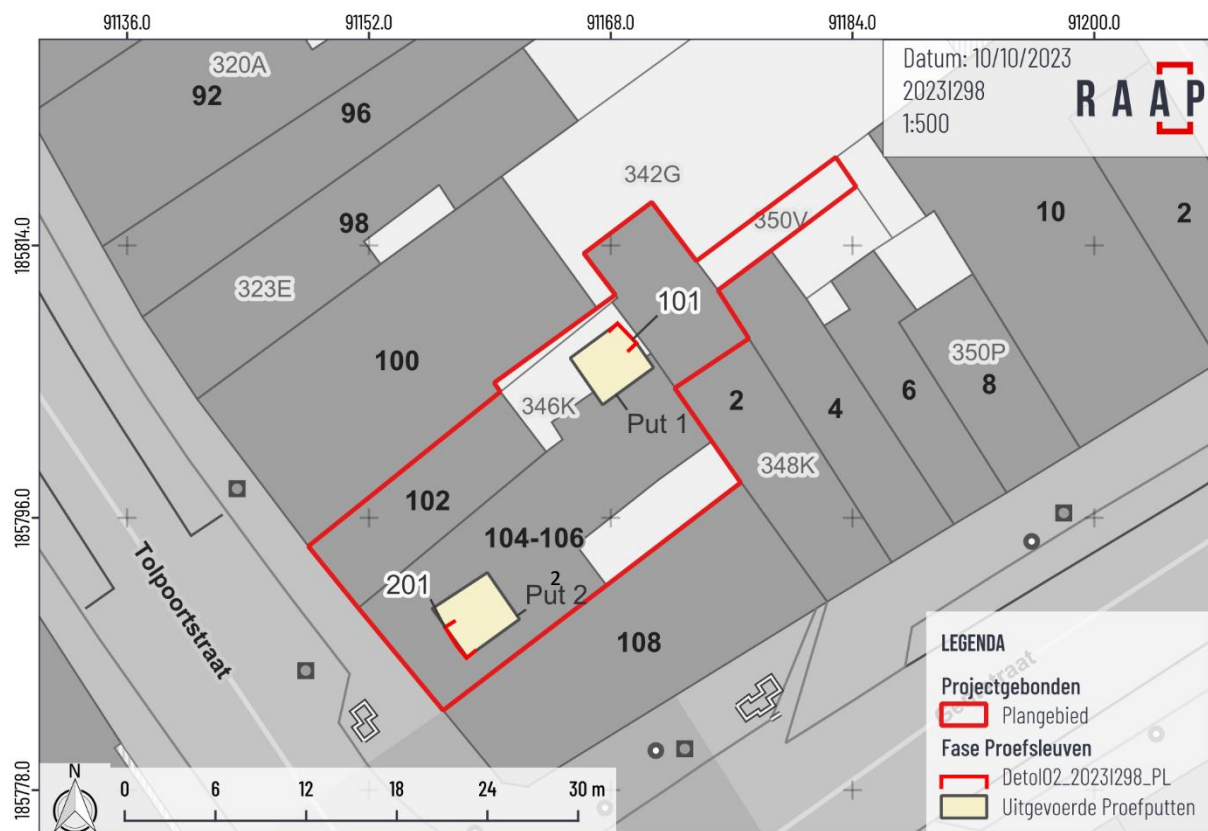 91136.0 91152.0 91168.0 91184.0 91200.0
Datum: 10/10/2023
2023I298
1:500
RAAP
320A
92
96
342G
350V
10
2
98
185814.0
323E
101
100
350P
346K
2
4
6
8
Put 1
348K
102
185796.0
104-106
2
201
Put 2
Tolpoortstraat
108
LEGENDA
Projectgebonden
Plangebied
Fase Proefsleuven
Detol02_2023I298_PL
Uitgevoerde Proefputten
185778.0
N
0 6 12 18 24 30 m